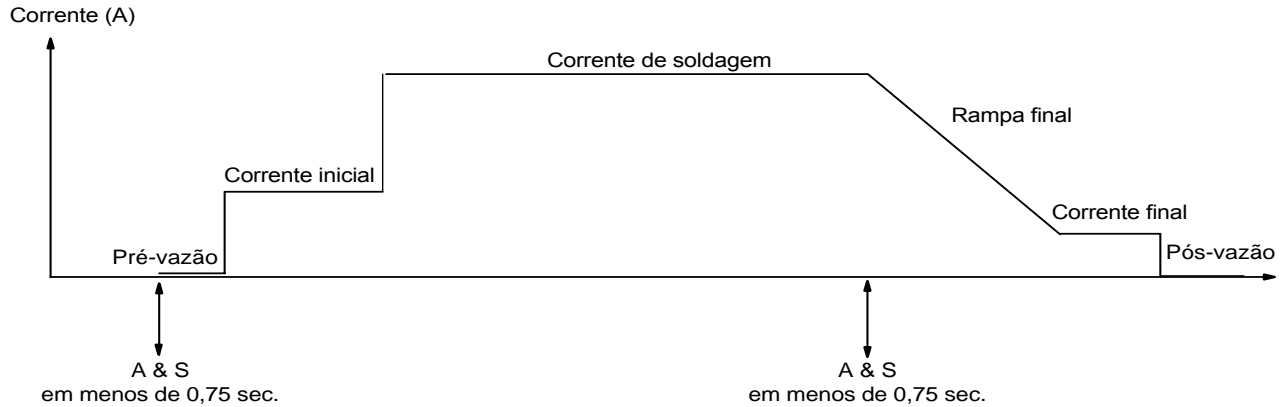 Corrente (A)
Corrente de soldagem
Rampa final
Corrente inicial
Corrente final
Pré-vazão
Pós-vazão
A & S
em menos de 0,75 sec.
A & S
em menos de 0,75 sec.